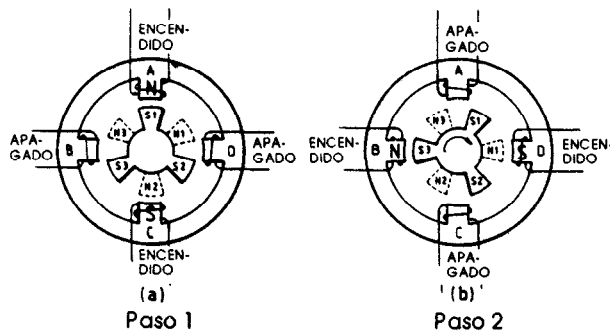 ENCEN-
DIDO
A
N
S1
N3
N1
APA-
GADO
B
D
APA-
GADO
S3
S2
N2
S
C
ENCEN-
DIDO
(a)
Paso 1
APA-
GADO
A
N3
S1
ENCEN-
DIDO
B
N
S3
N1
S
D
ENCEN-
DIDO
N2
S2
C
APA-
GADO
(b)
Paso 2